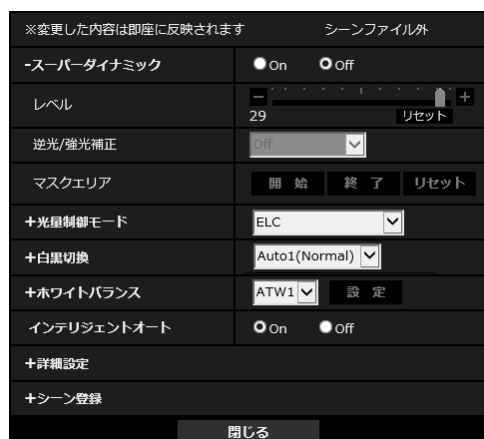 ※変更した内容は即座に反映されます シーンファイル外
-スーパーダイナミック On Off
レベル - + 29 リセット
逆光/強光補正 Off
マスクエリア 開 始 終 了 リセット
+光量制御モード ELC
+白黒切換 Auto1(Normal)
+ホワイトバランス ATW1 設 定
インテリジェントオート On Off
+詳細設定
+シーン登録
閉じる